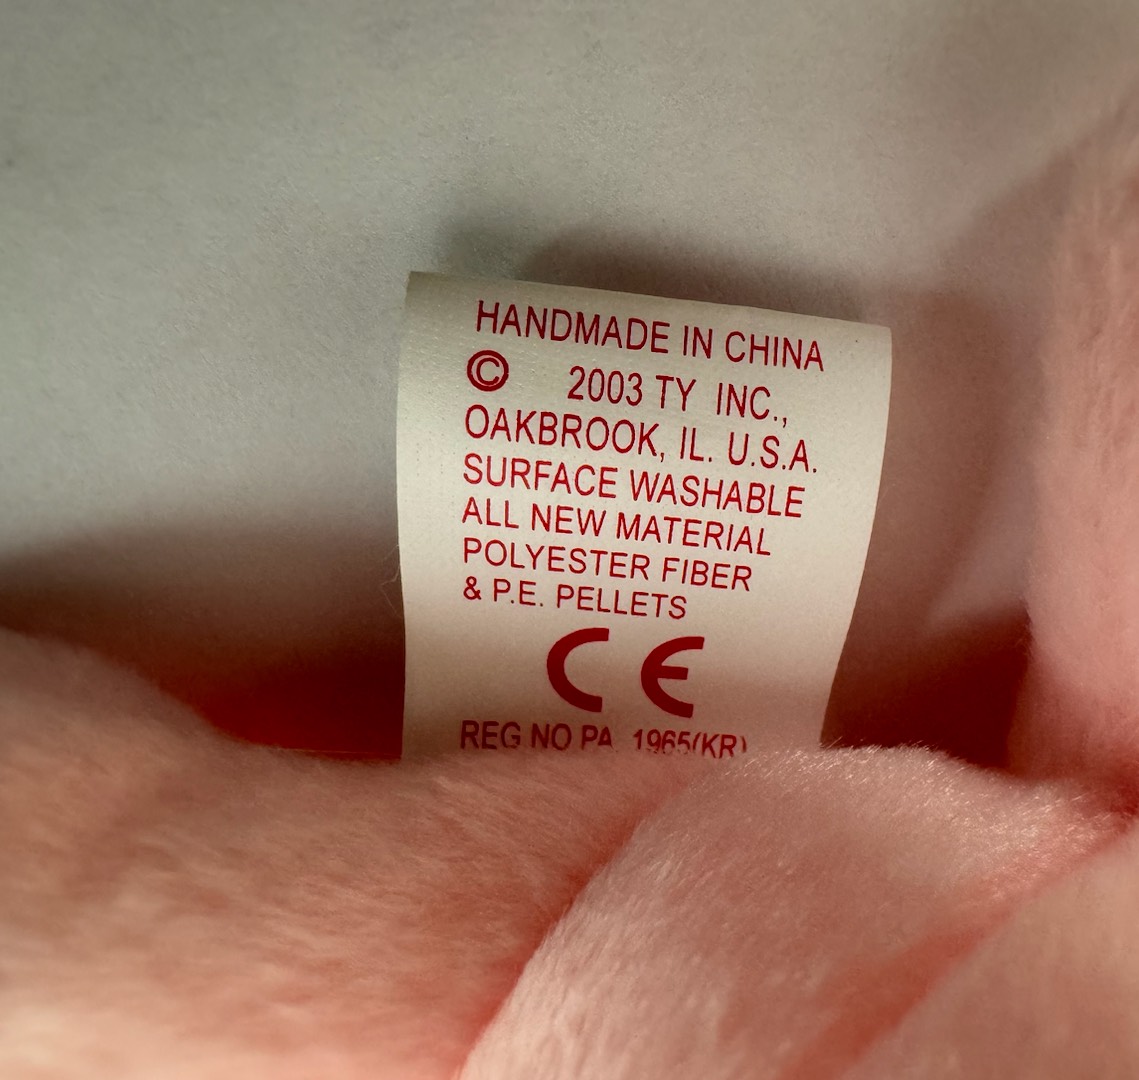 HANDMADE IN CHINA
© 2003 TY INC.,
OAKBROOK, IL. U.S.A.
SURFACE WASHABLE
ALL NEW MATERIAL
POLYESTER FIBER
& P.E. PELLETS
CE
REG NO PA. 1965(KR)